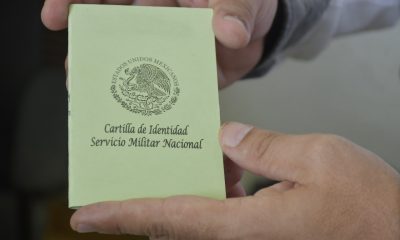 ESTADOS UNIDOS MEXICANOS
Cartilla de Identidad
Servicio Militar Nacional